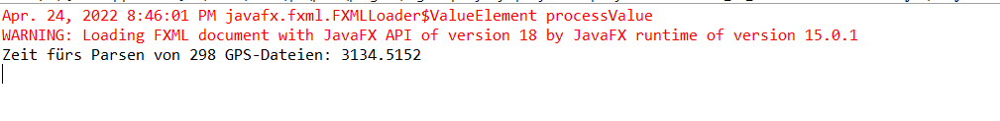 Apr. 24, 2022 8:46:01 PM javafx.fxml.FXMLLoader$ValueElement processValue
WARNING: Loading FXML document with JavaFX API of version 18 by JavaFX runtime of version 15.0.1
Zeit fürs Parsen von 298 GPS-Dateien: 3134.5152